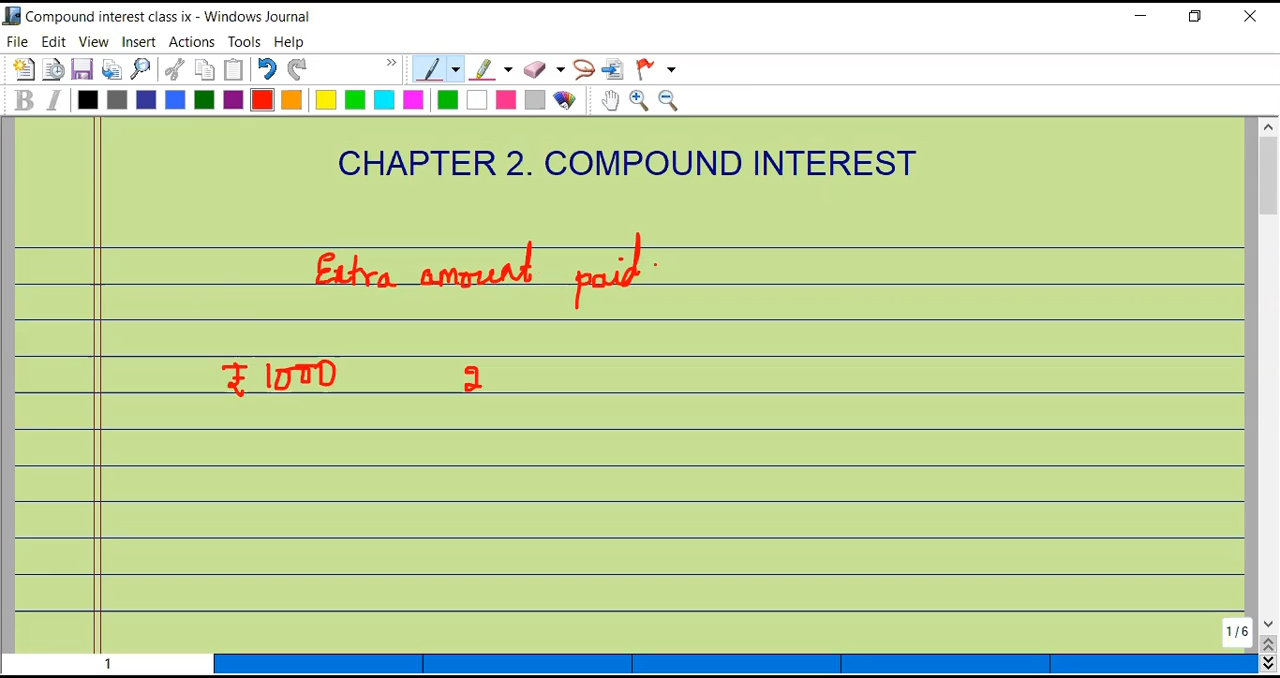 Compound interest class ix - Windows Journal
File Edit View Insert Actions Tools Help
B I
CHAPTER 2. COMPOUND INTEREST
Extra amount paid.
₹ 1000 2
1 / 6
1